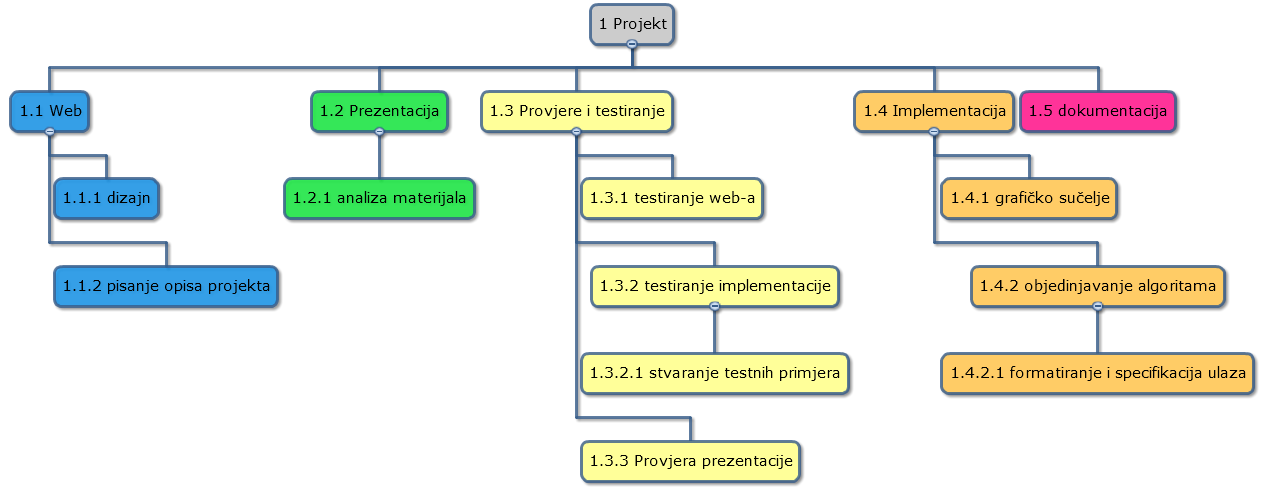 1 Projekt
1.1 Web
1.2 Prezentacija
1.3 Provjere i testiranje
1.4 Implementacija
1.5 dokumentacija
1.1.1 dizajn
1.2.1 analiza materijala
1.3.1 testiranje web-a
1.4.1 grafičko sučelje
1.1.2 pisanje opisa projekta
1.3.2 testiranje implementacije
1.4.2 objedinjavanje algoritama
1.3.2.1 stvaranje testnih primjera
1.4.2.1 formatiranje i specifikacija ulaza
1.3.3 Provjera prezentacije